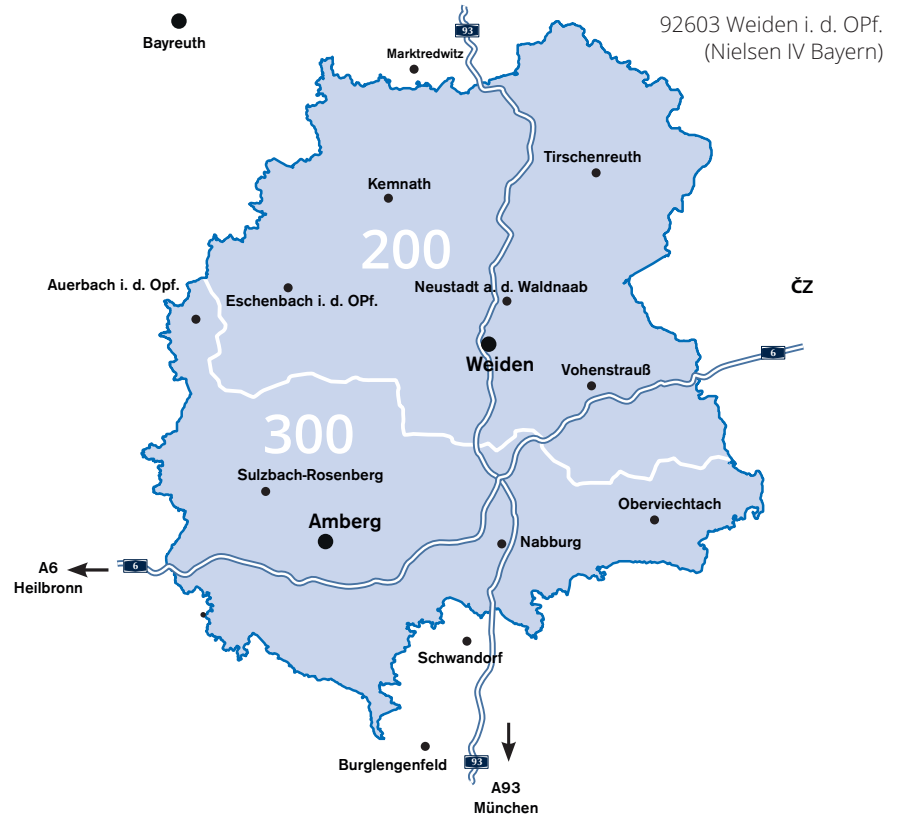 92603 Weiden i. d. OPf.
(Nielsen IV Bayern)
Bayreuth
93
Marktredwitz
Tirschenreuth
Kemnath
200
Auerbach i. d. Opf.
Eschenbach i. d. OPf.
Neustadt a. d. Waldnaab
ČZ
Weiden
6
Vohenstrauß
300
Sulzbach-Rosenberg
Oberviechtach
Amberg
Nabburg
A6
Heilbronn
6
Schwandorf
Burglengenfeld
93
A93
München